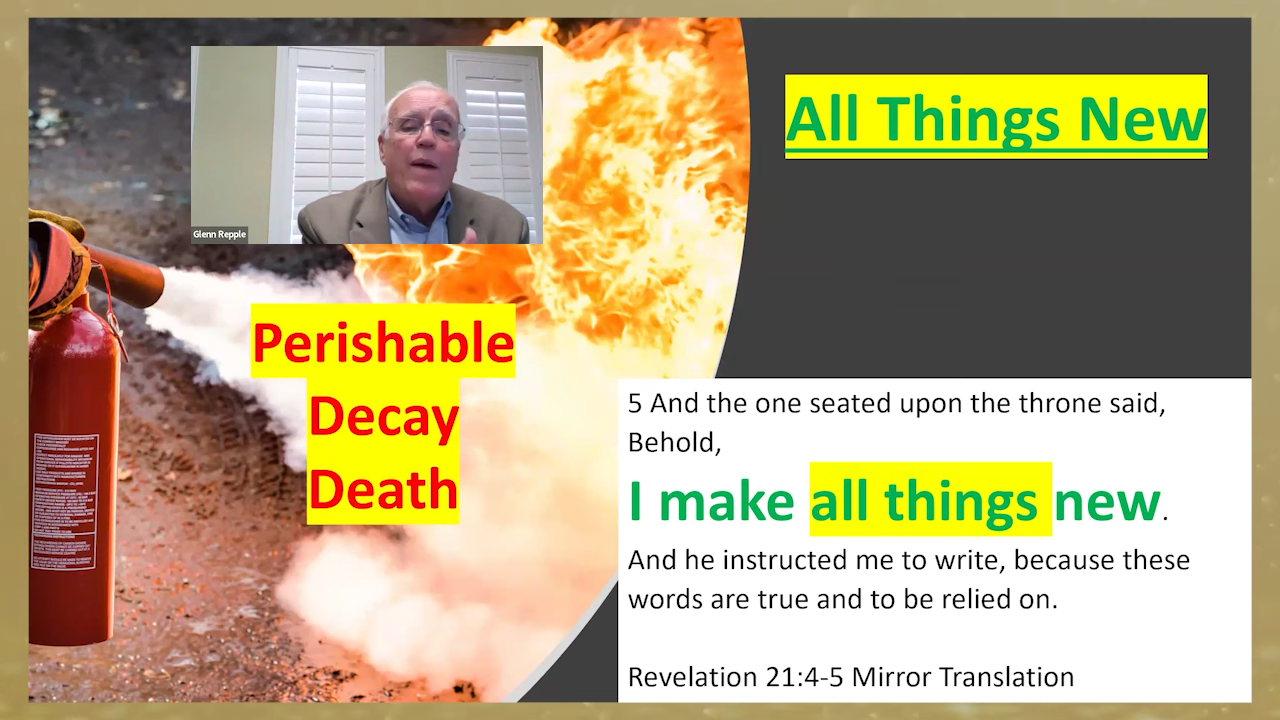 All Things New
Glenn Repple
Perishable
Decay
Death
5 And the one seated upon the throne said,
Behold,
I make all things new.
And he instructed me to write, because these
words are true and to be relied on.
Revelation 21:4-5 Mirror Translation